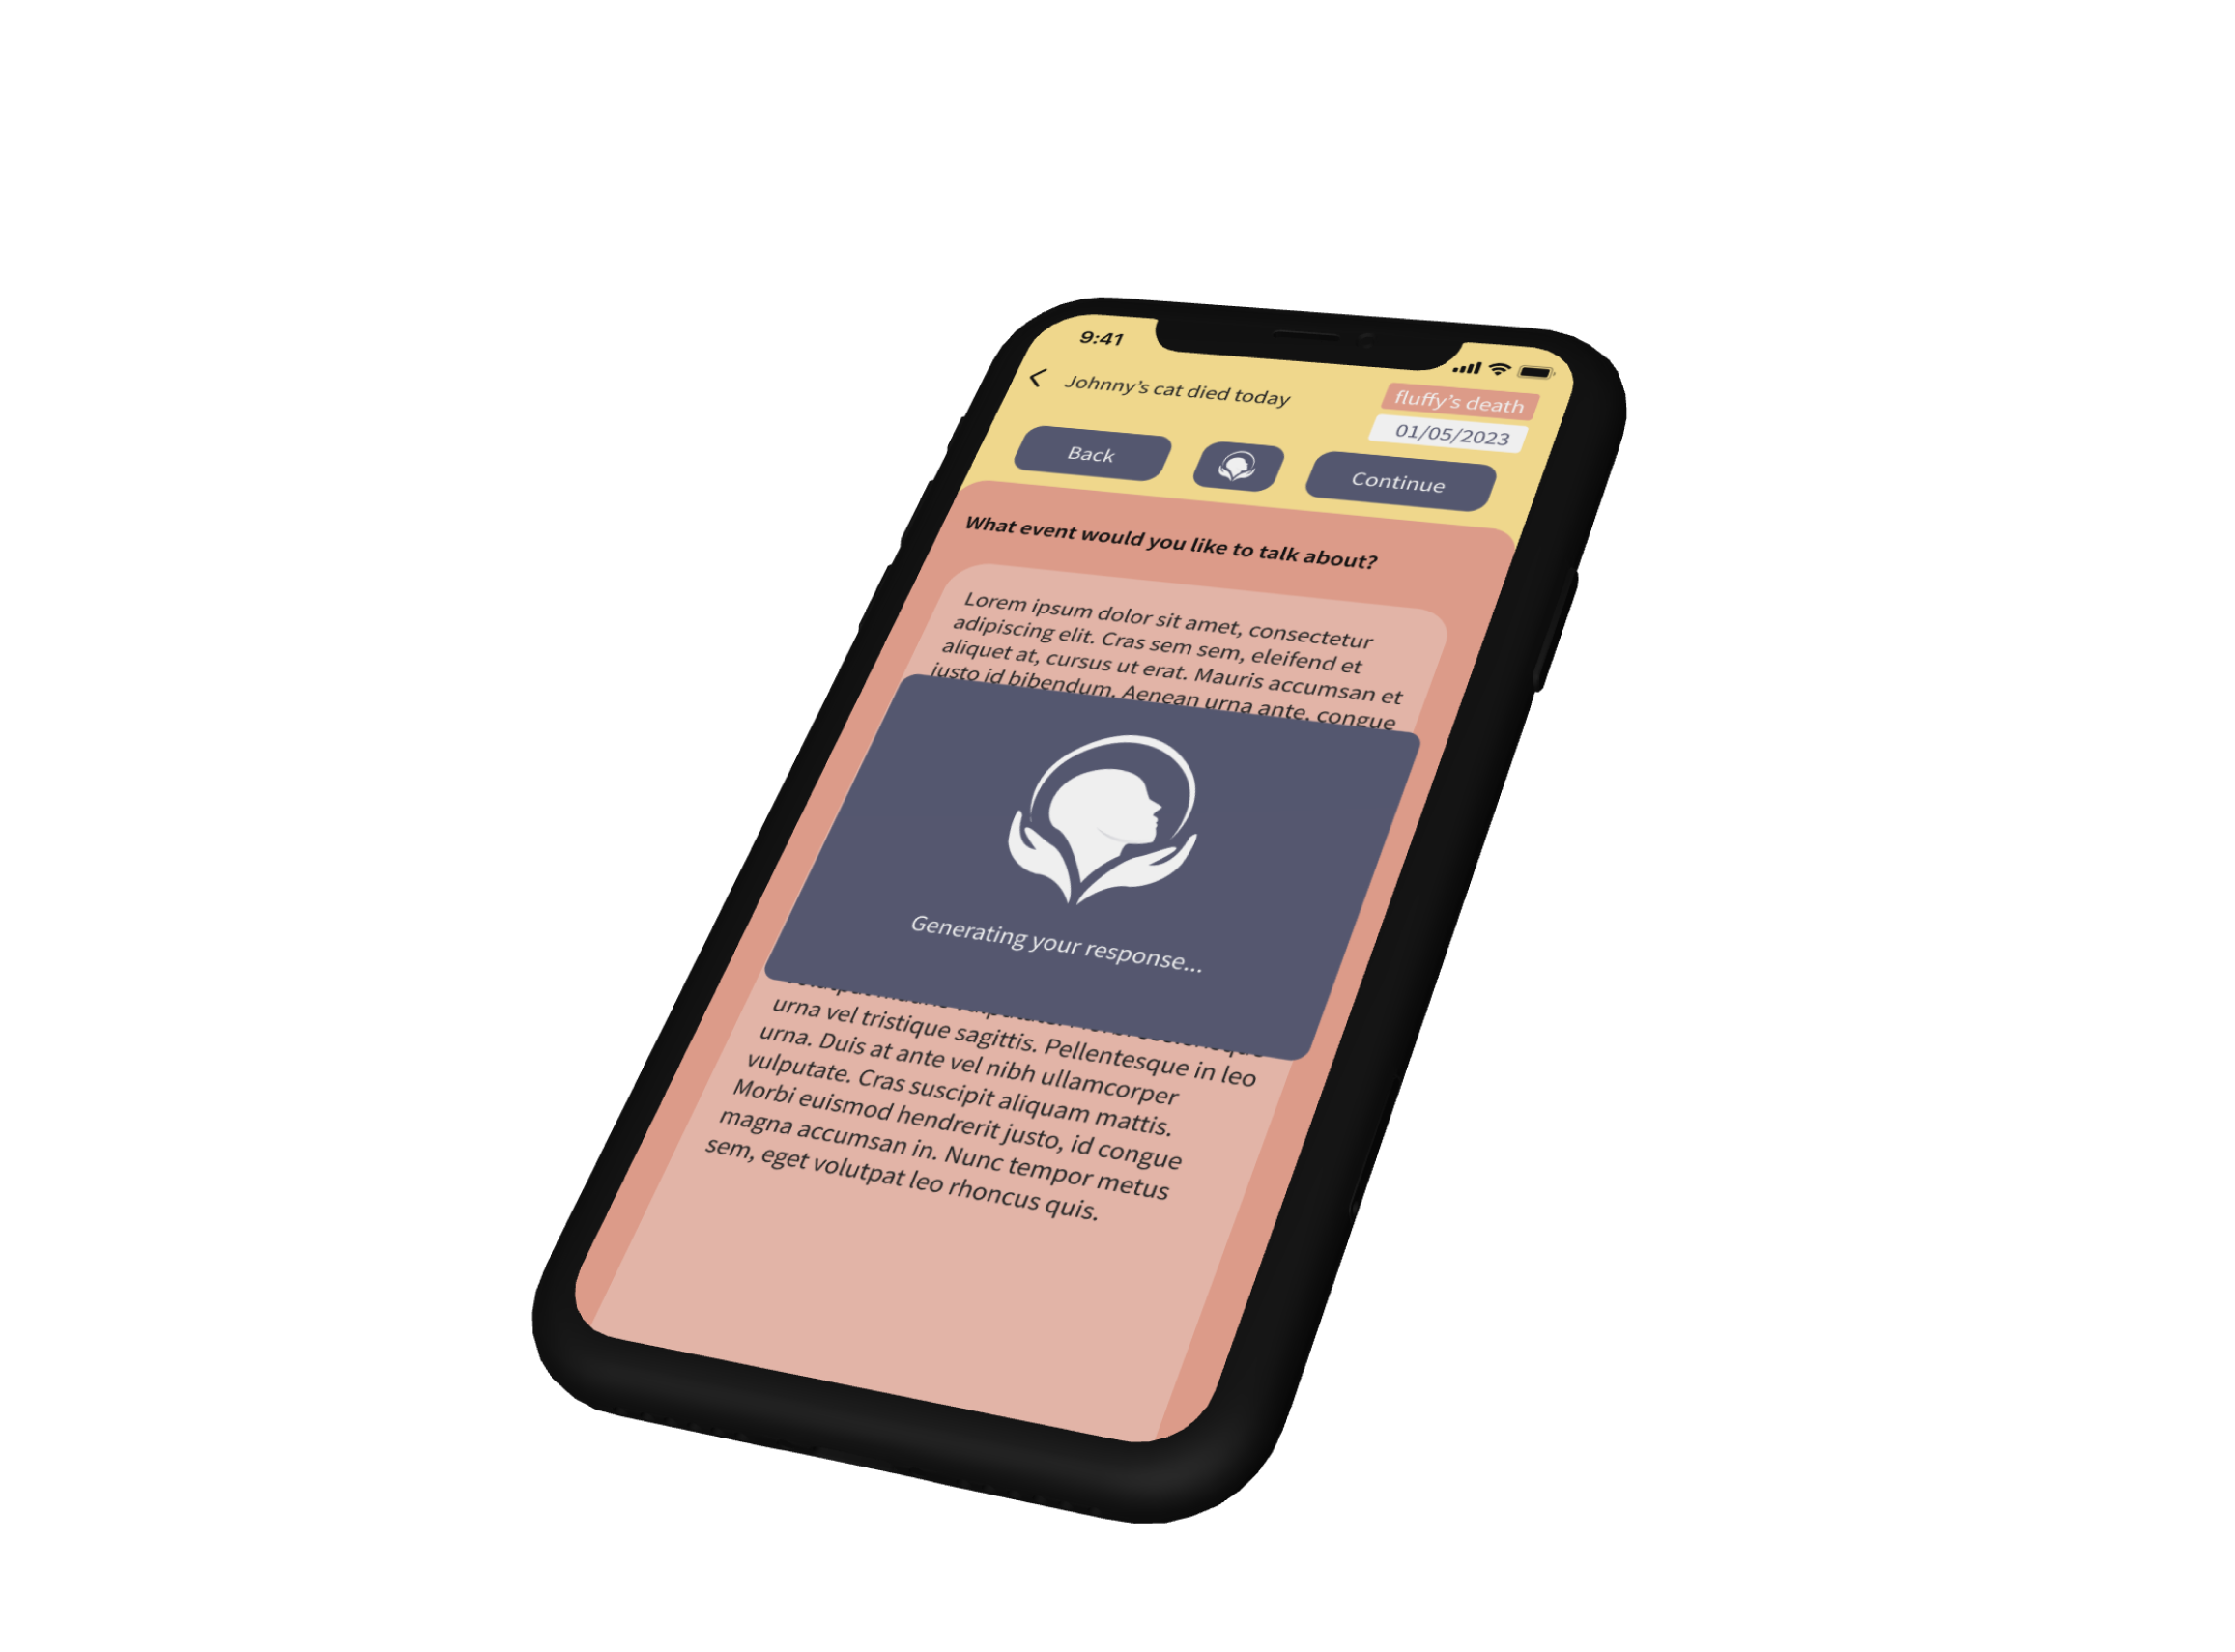 9:41
Johnny's cat died today
fluffy's death
01/05/2023
Back
Continue
What event would you like to talk about?
Lorem ipsum dolor sit amet, consectetur
adipiscing elit. Cras sem sem, eleifend et
aliquet at, cursus ut erat. Mauris accumsan et
justo id bibendum. Aenean urna ante, congue
Generating your response...
urna vel tristique sagittis. Pellentesque in leo
urna. Duis at ante vel nibh ullamcorper
vulputate. Cras suscipit aliquam mattis.
Morbi euismod hendrerit justo, id congue
magna accumsan in. Nunc tempor metus
sem, eget volutpat leo rhoncus quis.